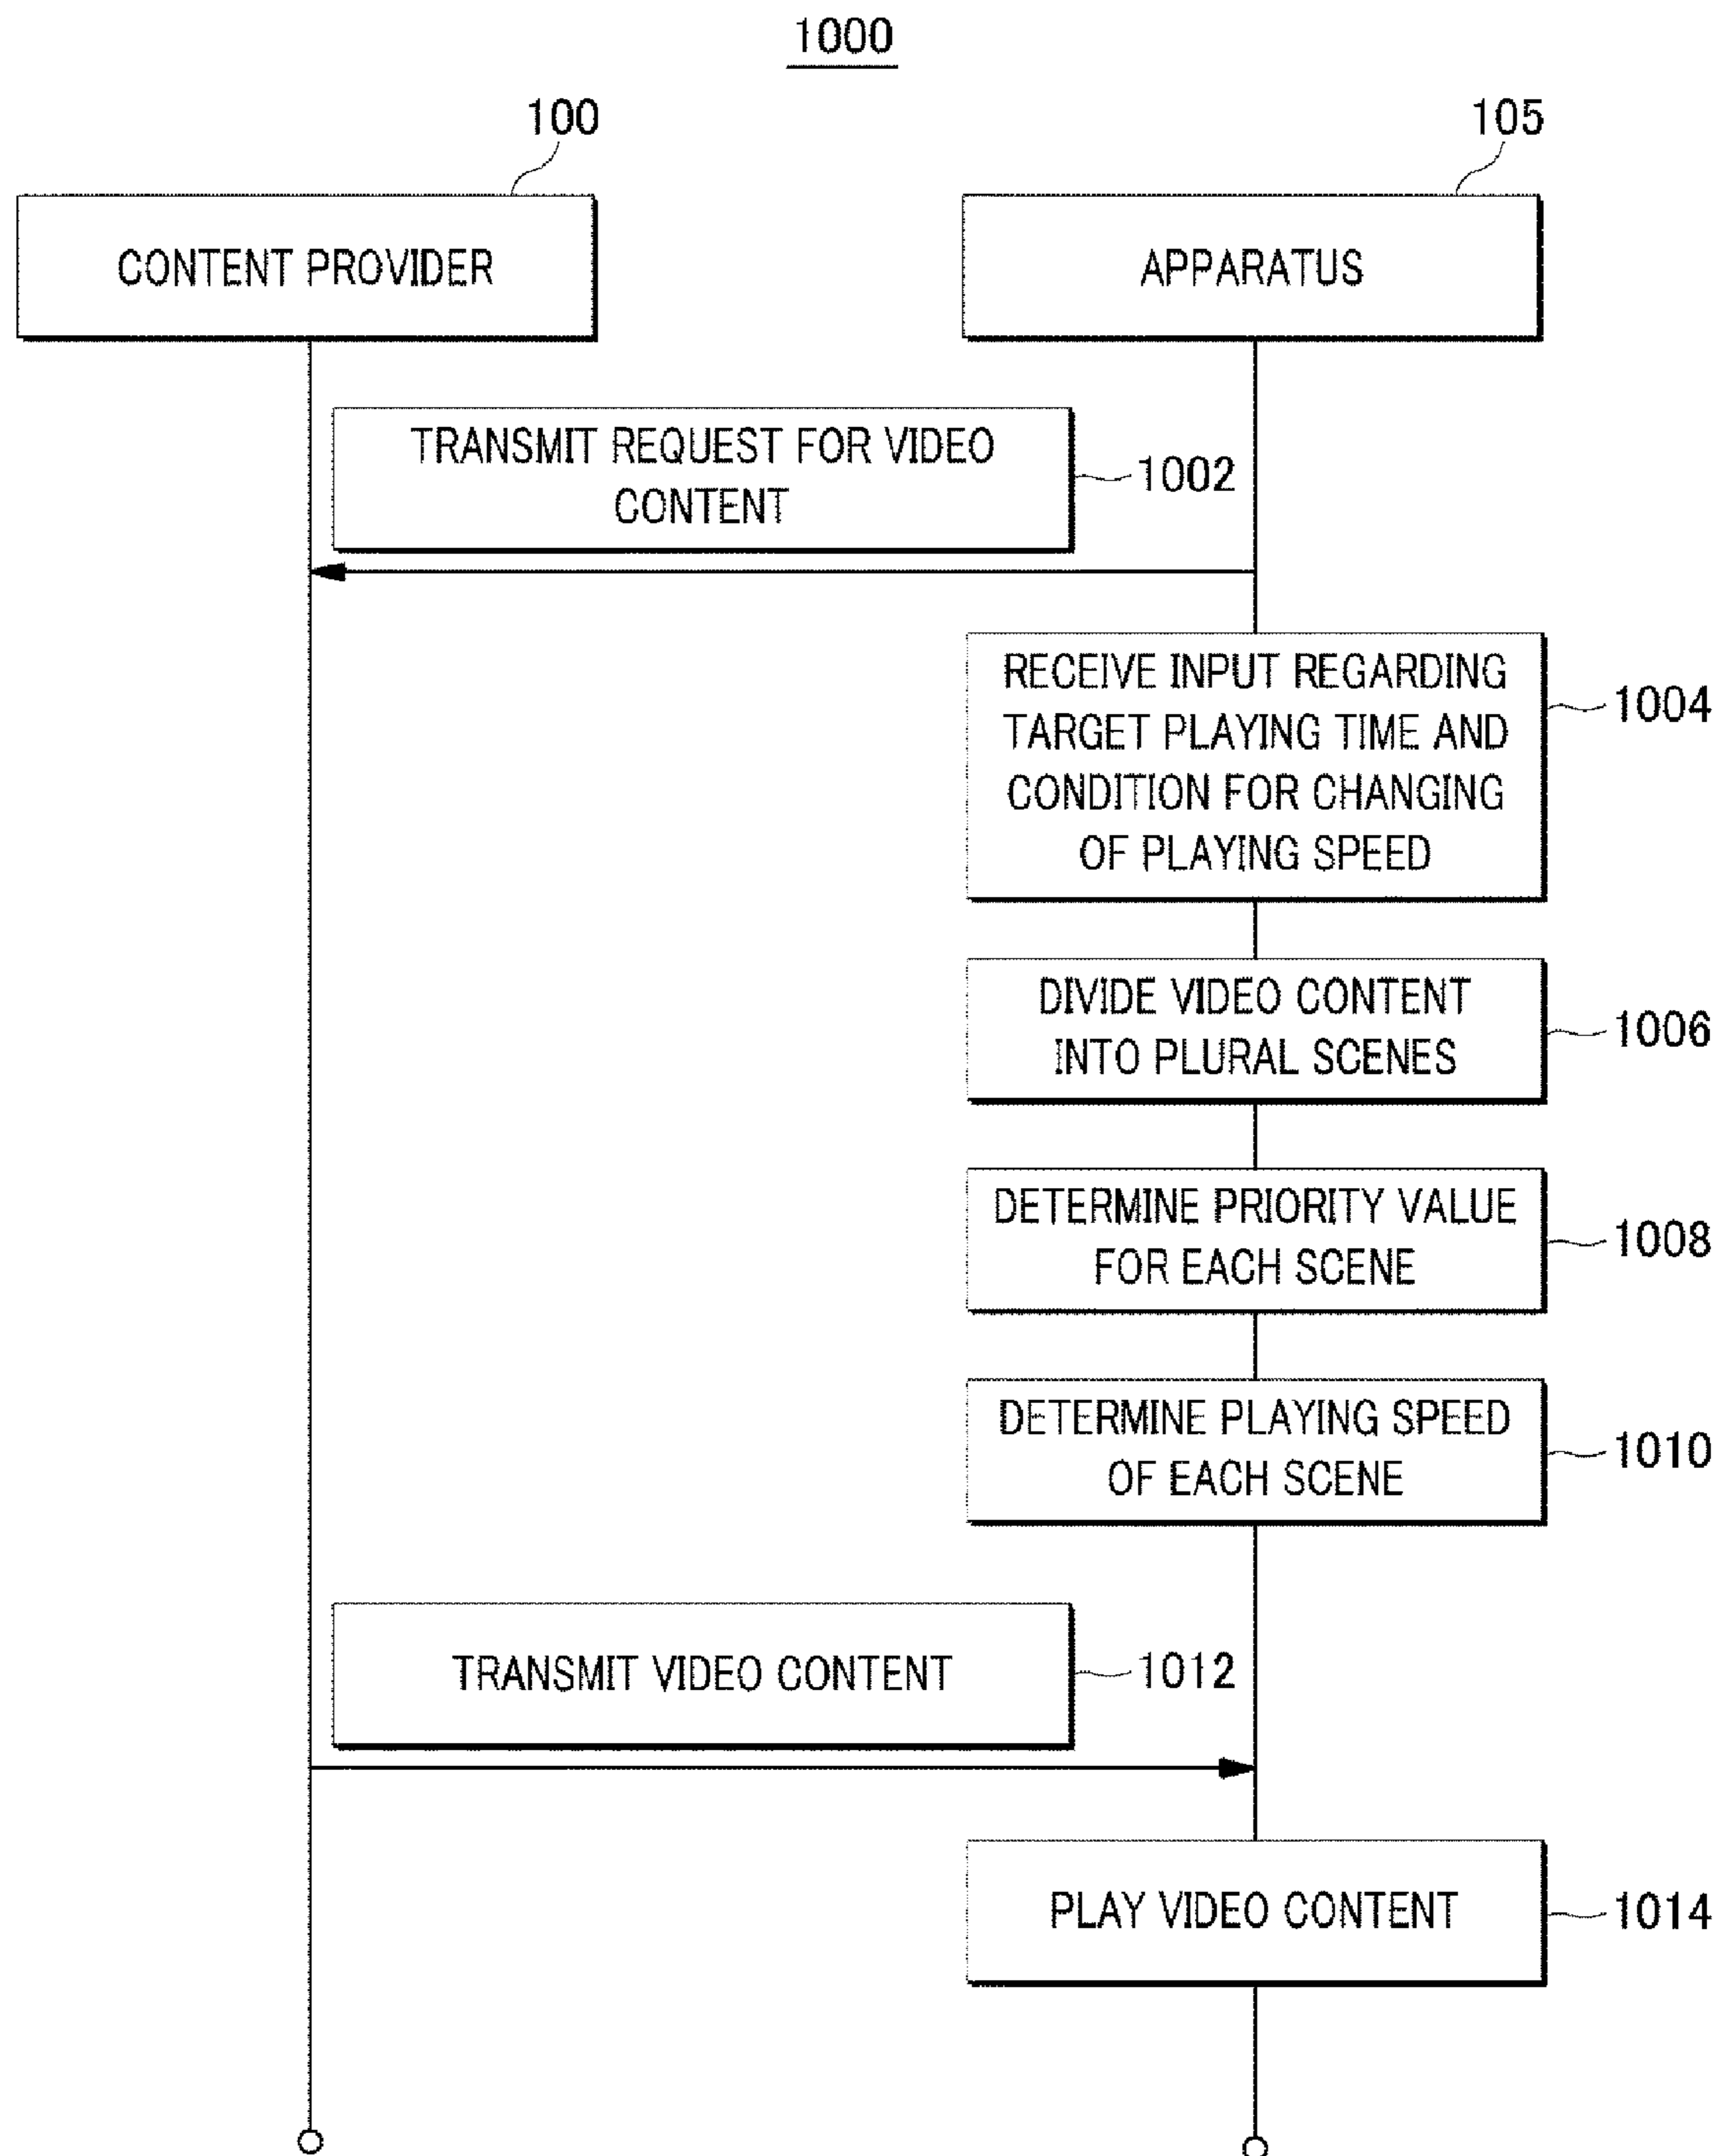 1000
100
105
CONTENT PROVIDER
APPARATUS
TRANSMIT REQUEST FOR VIDEO
CONTENT
1002
RECEIVE INPUT REGARDING
TARGET PLAYING TIME AND
CONDITION FOR CHANGING
OF PLAYING SPEED
1004
DIVIDE VIDEO CONTENT
INTO PLURAL SCENES
1006
DETERMINE PRIORITY VALUE
FOR EACH SCENE
1008
DETERMINE PLAYING SPEED
OF EACH SCENE
1010
TRANSMIT VIDEO CONTENT
1012
PLAY VIDEO CONTENT
1014